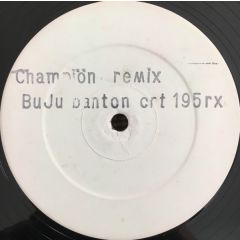 Champion remix
BuJu banton crt 195rx